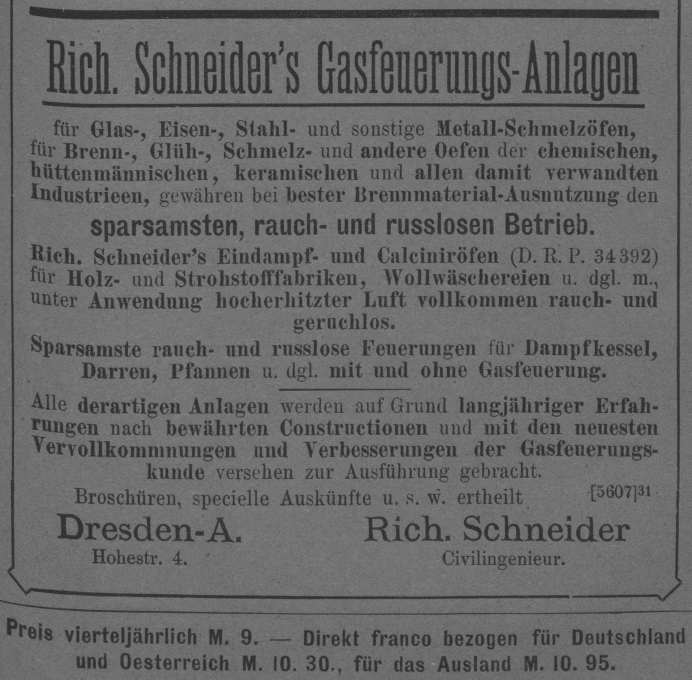 Rich. Schneider's Gasfeuerungs-Anlagen
für Glas-, Eisen-, Stahl- und sonstige Metall-Schmelzöfen,
für Brenn-, Glüh-, Schmelz- und andere Oefen der chemischen,
hüttenmännischen, keramischen und allen damit verwandten
Industrieen, gewähren bei bester Brennmaterial-Ausnutzung den
sparsamsten, rauch- und russlosen Betrieb.
Rich. Schneider's Eindampf- und Calciniröfen (D. R. P. 34392)
für Holz- und Strohstofffabriken, Wollwäschereien u. dgl. m.,
unter Anwendung hocherhitzter Luft vollkommen rauch- und
geruchlos.
Sparsamste rauch- und russlose Feuerungen für Dampfkessel,
Darren, Pfannen u. dgl. mit und ohne Gasfeuerung.
Alle derartigen Anlagen werden auf Grund langjähriger Erfah-
rungen nach bewährten Constructionen und mit den neuesten
Vervollkommnungen und Verbesserungen der Gasfeuerungs-
kunde versehen zur Ausführung gebracht.
Broschüren, specielle Auskünfte u. s. w. ertheilt [5607]31
Dresden-A. Rich. Schneider
Hohestr. 4. Civilingenieur.
Preis vierteljährlich M. 9. — Direkt franco bezogen für Deutschland
und Oesterreich M. 10. 30., für das Ausland M. 10. 95.